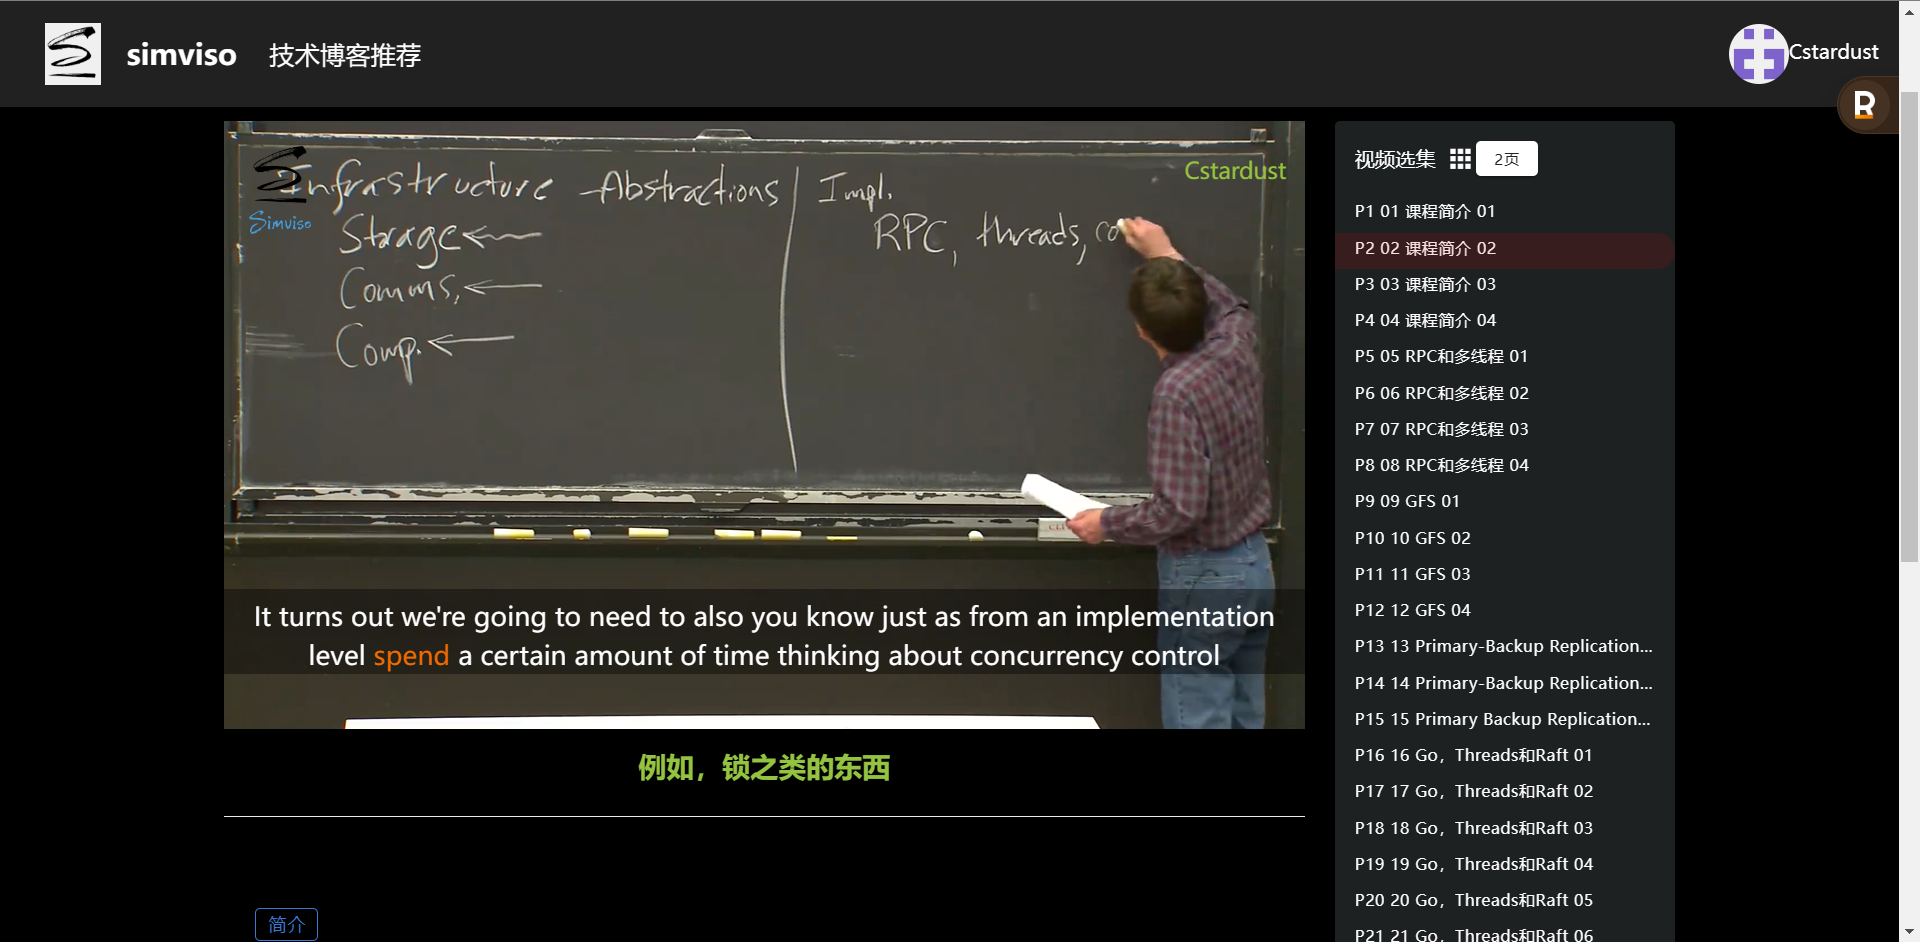 simviso
技术博客推荐
Cstardust
R
Infrastructure - Abstractions
Impl.
Cstardust
Simviso
Storage
RPC, threads, co
Comms.
Comp.
It turns out we're going to need to also you know just as from an implementation
level spend a certain amount of time thinking about concurrency control
例如，锁之类的东西
简介
视频选集
2页
P1 01 课程简介 01
P2 02 课程简介 02
P3 03 课程简介 03
P4 04 课程简介 04
P5 05 RPC和多线程 01
P6 06 RPC和多线程 02
P7 07 RPC和多线程 03
P8 08 RPC和多线程 04
P9 09 GFS 01
P10 10 GFS 02
P11 11 GFS 03
P12 12 GFS 04
P13 13 Primary-Backup Replication...
P14 14 Primary-Backup Replication...
P15 15 Primary Backup Replication...
P16 16 Go，Threads和Raft 01
P17 17 Go，Threads和Raft 02
P18 18 Go，Threads和Raft 03
P19 19 Go，Threads和Raft 04
P20 20 Go，Threads和Raft 05
P21 21 Go，Threads和Raft 06